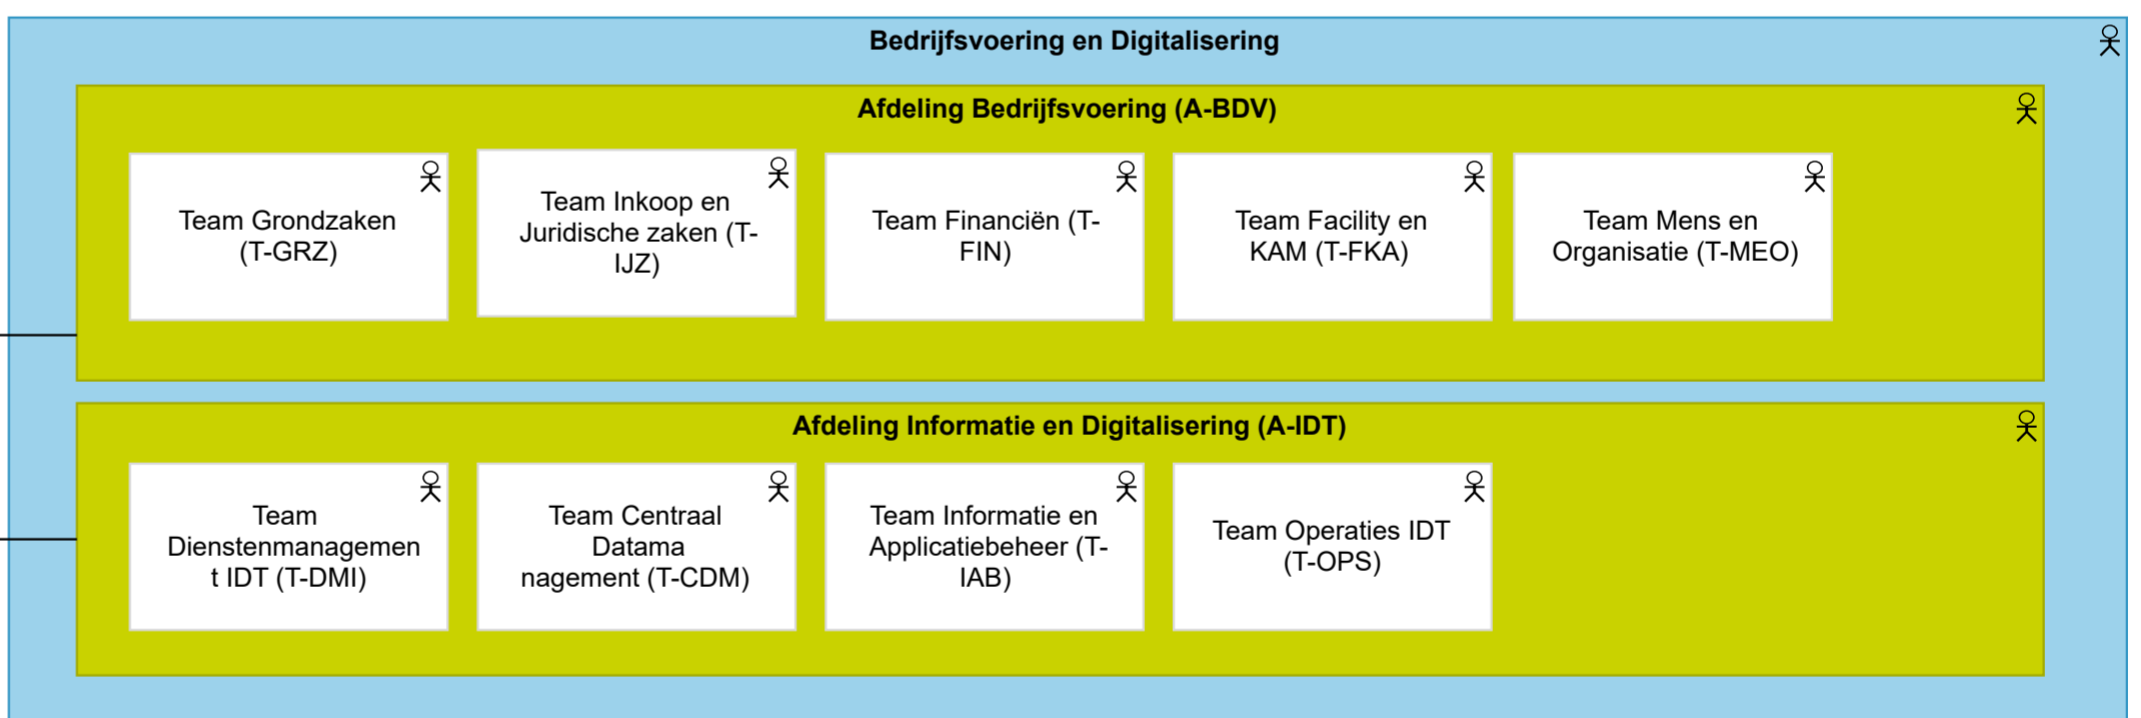 Bedrijfsvoering en Digitalisering
Afdeling Bedrijfsvoering (A-BDV)
Team Grondzaken
(T-GRZ)
Team Inkoop en
Juridische zaken (T-
IJZ)
Team Financiën (T-
FIN)
Team Facility en
KAM (T-FKA)
Team Mens en
Organisatie (T-MEO)
Afdeling Informatie en Digitalisering (A-IDT)
Team
Dienstenmanagemen
t IDT (T-DMI)
Team Centraal
Datama
nagement (T-CDM)
Team Informatie en
Applicatiebeheer (T-
IAB)
Team Operaties IDT
(T-OPS)